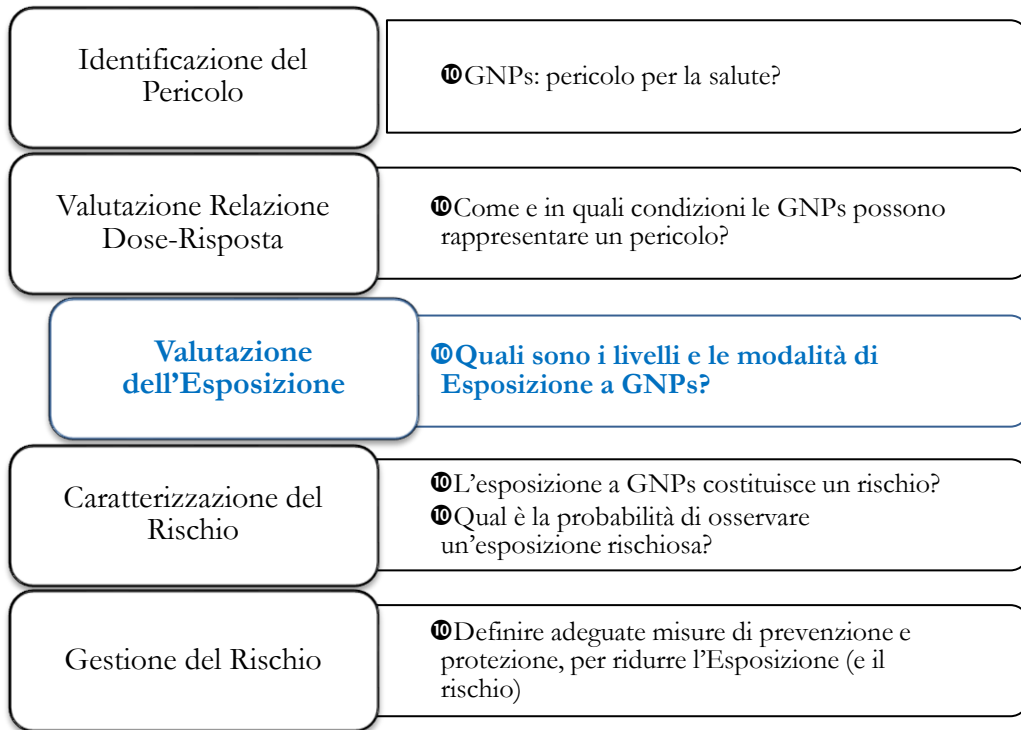 Identificazione del
Pericolo
❿GNPs: pericolo per la salute?
Valutazione Relazione
Dose-Risposta
❿Come e in quali condizioni le GNPs possono
rappresentare un pericolo?
Valutazione
dell’Esposizione
❿Quali sono i livelli e le modalità di
Esposizione a GNPs?
Caratterizzazione del
Rischio
❿L’esposizione a GNPs costituisce un rischio?
❿Qual è la probabilità di osservare
un’esposizione rischiosa?
Gestione del Rischio
❿Definire adeguate misure di prevenzione e
protezione, per ridurre l’Esposizione (e il
rischio)